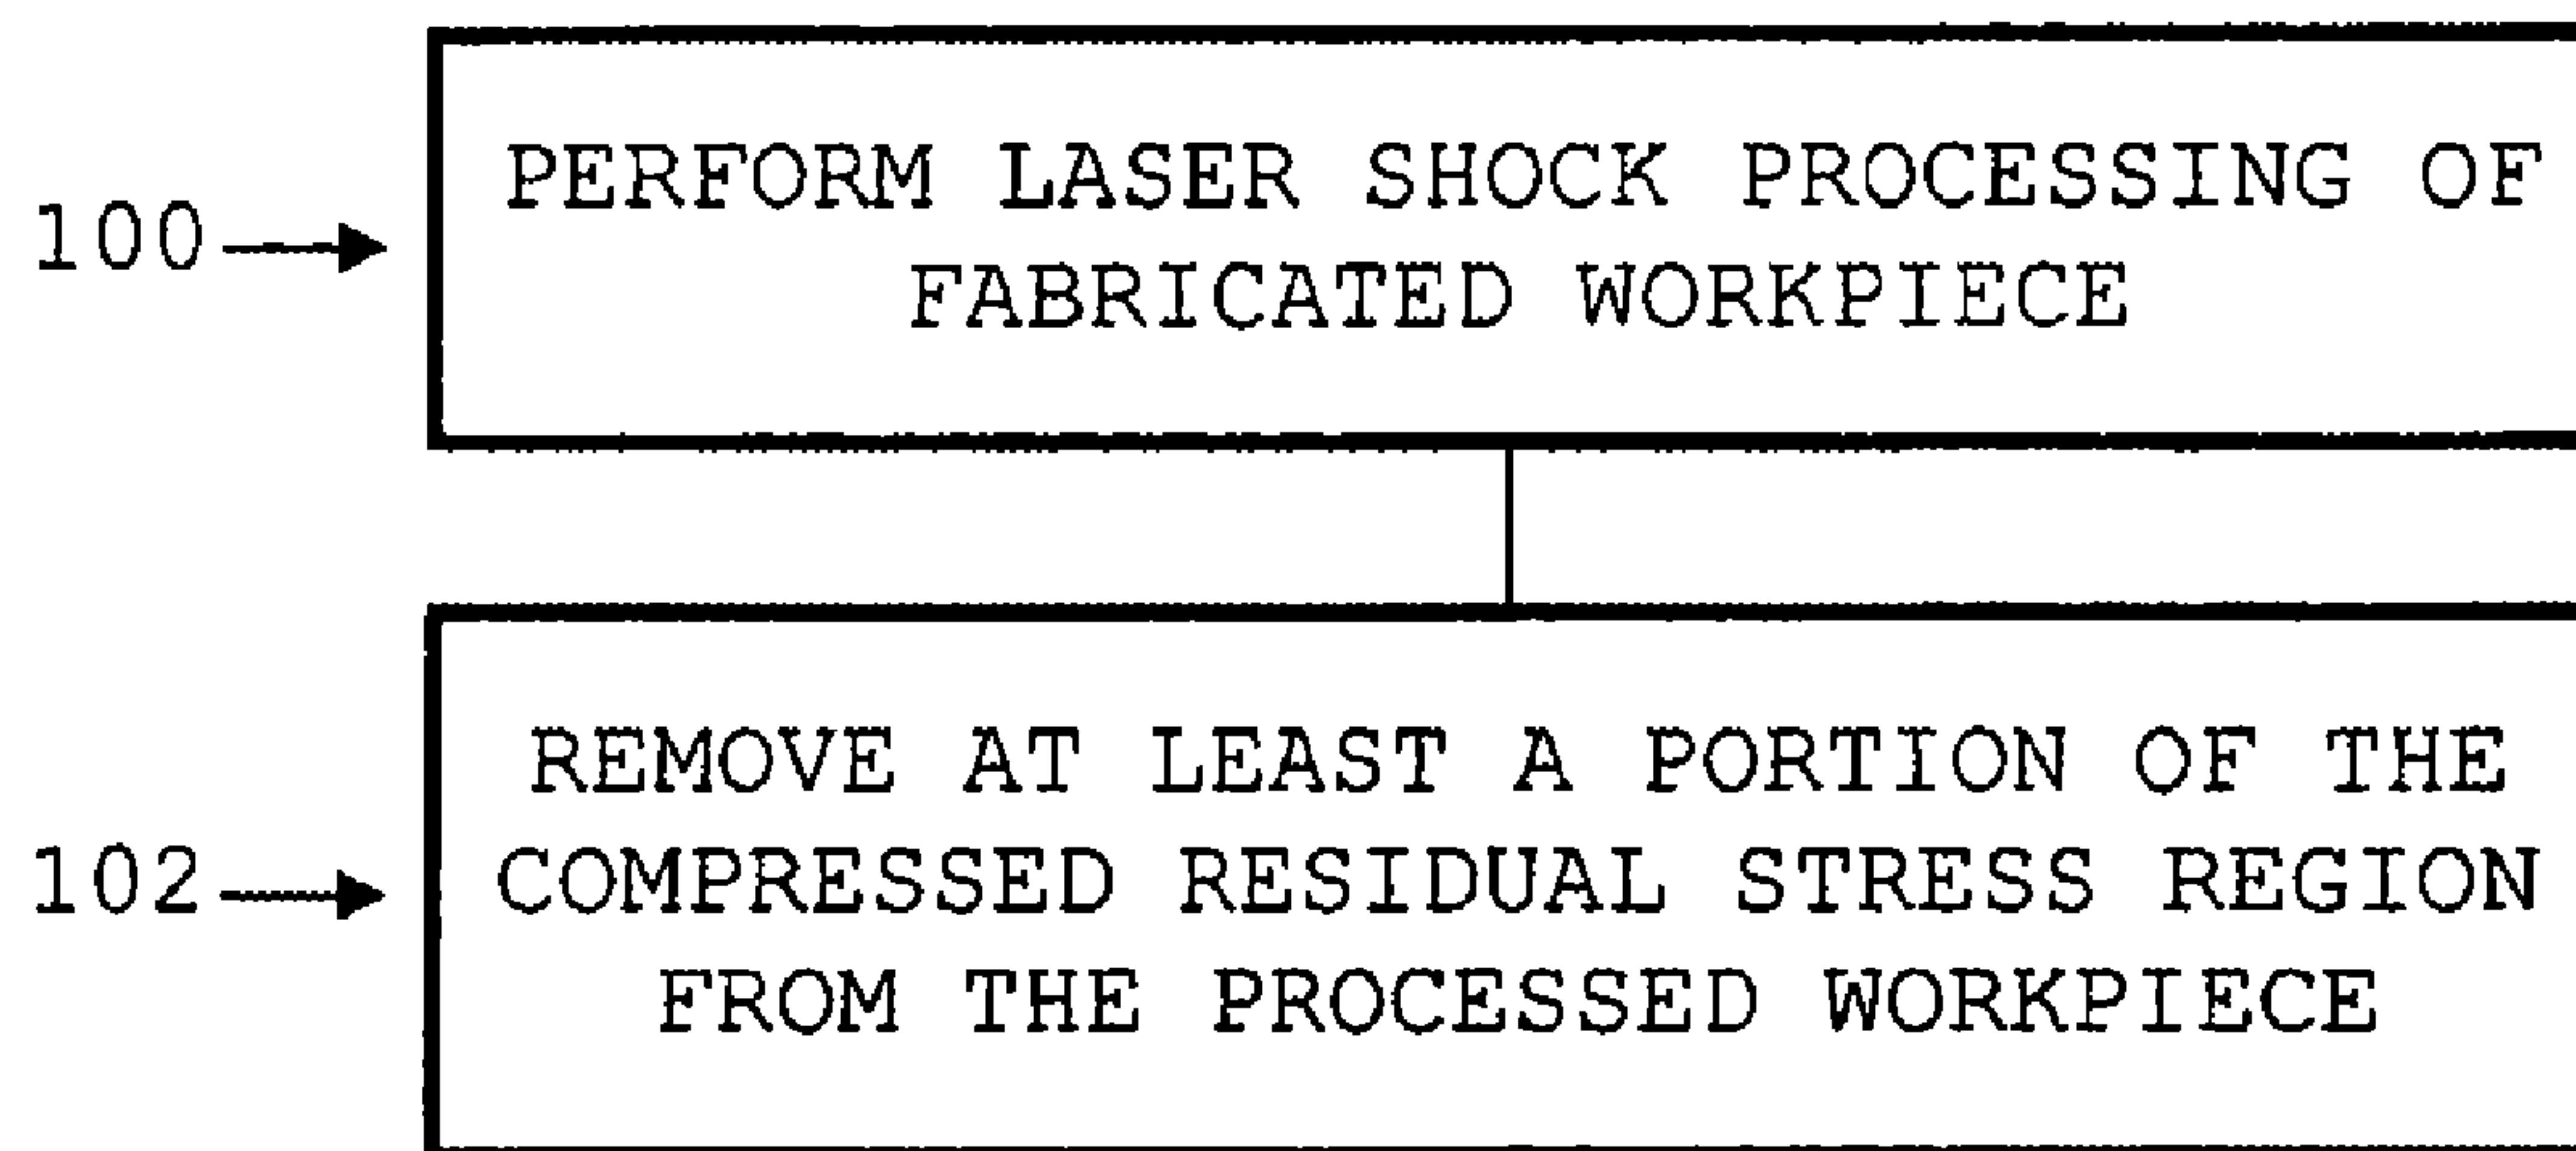 PERFORM LASER SHOCK PROCESSING OF
100
FABRICATED WORKPIECE
REMOVE AT LEAST A PORTION OF THE
102
COMPRESSED RESIDUAL STRESS REGION
FROM THE PROCESSED WORKPIECE